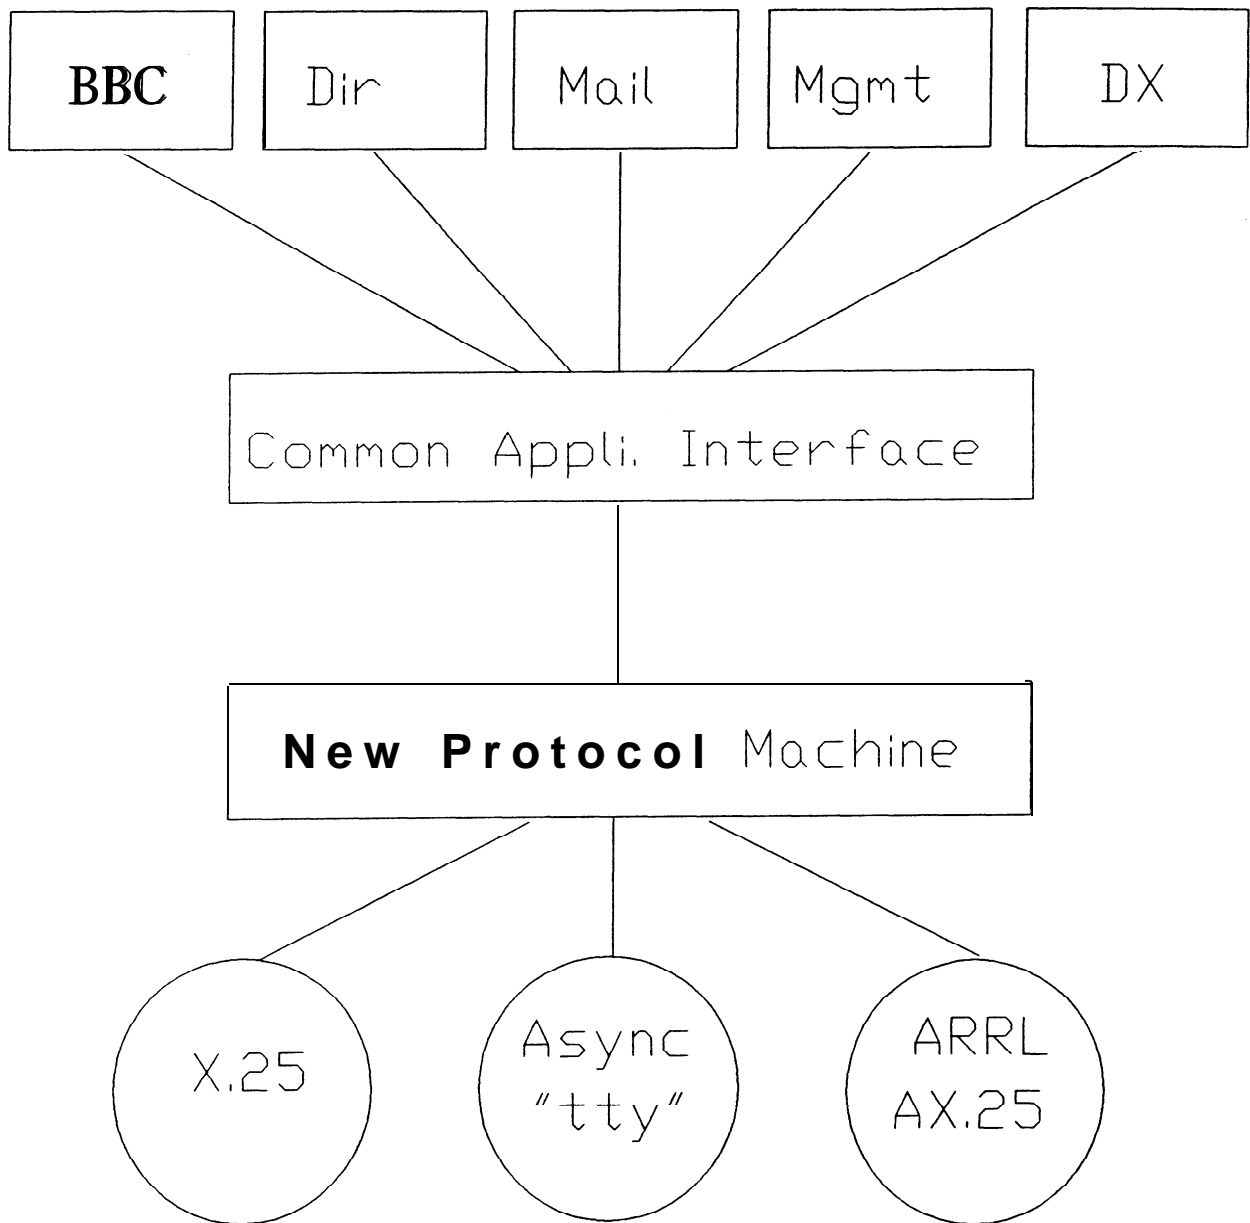 BBC
Dir
Mail
Mgmt
DX
Common Appli. Interface
New Protocol Machine
X.25
Async
"tty"
ARRL
AX.25